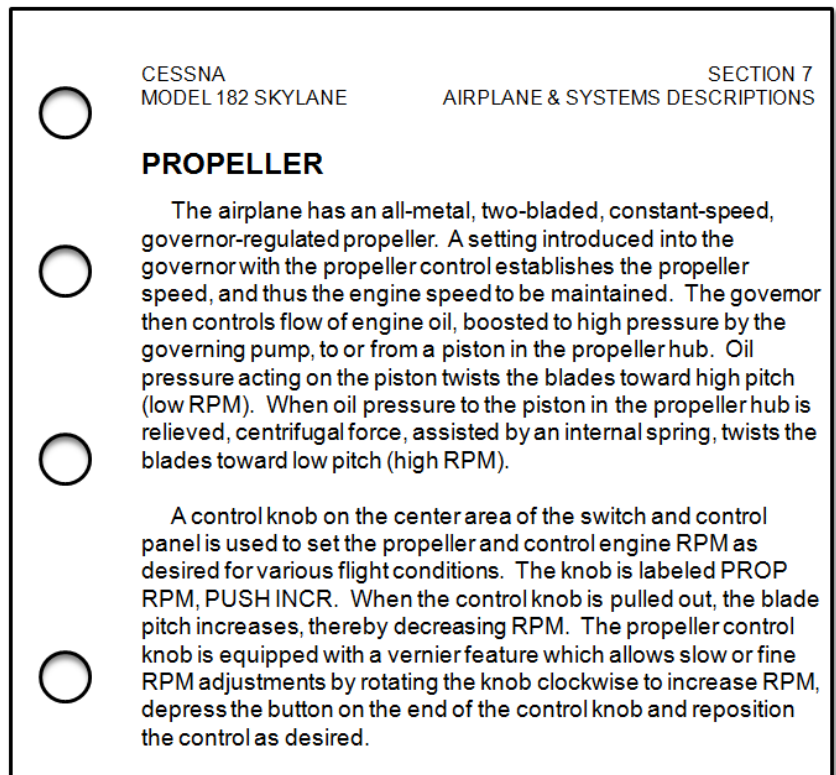 CESSNA
MODEL 182 SKYLANE
SECTION 7
AIRPLANE & SYSTEMS DESCRIPTIONS
PROPELLER
The airplane has an all-metal, two-bladed, constant-speed,
governor-regulated propeller. A setting introduced into the
governor with the propeller control establishes the propeller
speed, and thus the engine speed to be maintained. The governor
then controls flow of engine oil, boosted to high pressure by the
governing pump, to or from a piston in the propeller hub. Oil
pressure acting on the piston twists the blades toward high pitch
(low RPM). When oil pressure to the piston in the propeller hub is
relieved, centrifugal force, assisted by an internal spring, twists the
blades toward low pitch (high RPM).
A control knob on the center area of the switch and control
panel is used to set the propeller and control engine RPM as
desired for various flight conditions. The knob is labeled PROP
RPM, PUSH INCR. When the control knob is pulled out, the blade
pitch increases, thereby decreasing RPM. The propeller control
knob is equipped with a vernier feature which allows slow or fine
RPM adjustments by rotating the knob clockwise to increase RPM,
depress the button on the end of the control knob and reposition
the control as desired.